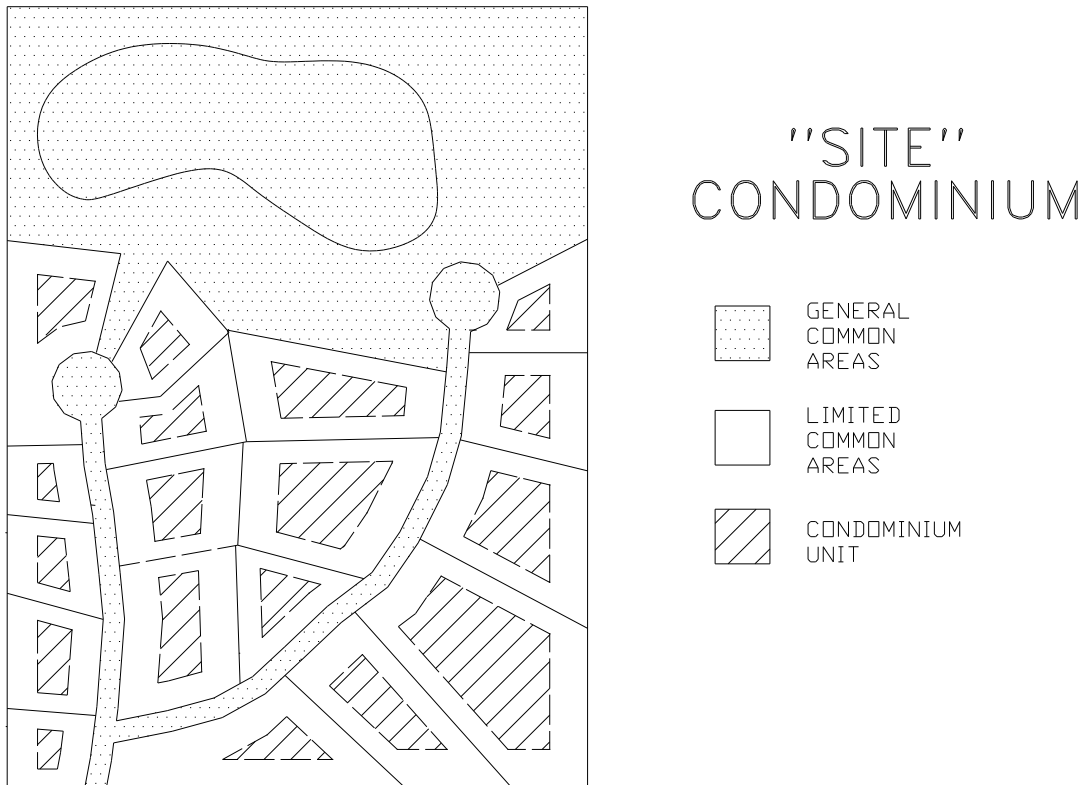 "SITE"
CONDOMINIUM
GENERAL
COMMON
AREAS
LIMITED
COMMON
AREAS
CONDOMINIUM
UNIT